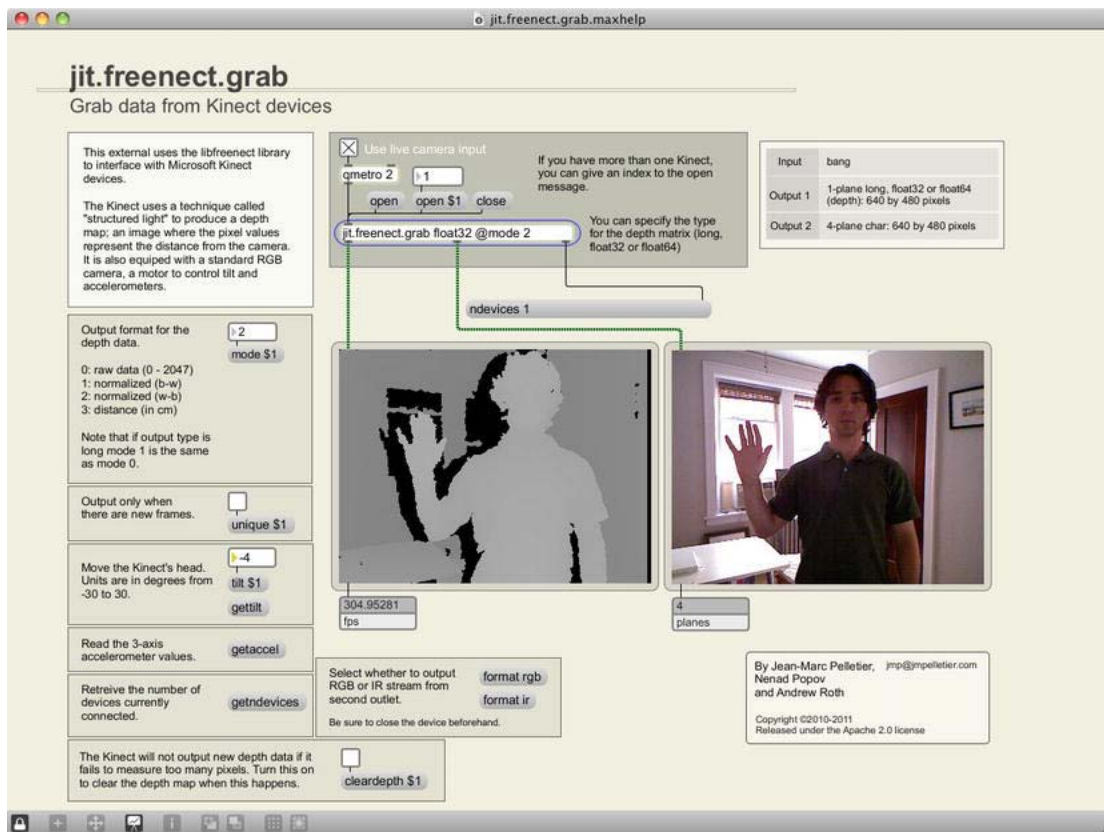 jit.freenect.grab.maxhelp
jit.freenect.grab
Grab data from Kinect devices
This external uses the libfreenect library
to interface with Microsoft Kinect
devices.
The Kinect uses a technique called
"structured light" to produce a depth
map; an image where the pixel values
represent the distance from the camera.
It is also equiped with a standard RGB
camera, a motor to control tilt and
accelerometers.
Use live camera input
qmetro 2
1
open
open $1
close
jit.freenect.grab float32 @mode 2
If you have more than one Kinect,
you can give an index to the open
message.
You can specify the type
for the depth matrix (long,
float32 or float64)
ndevices 1
Input bang
Output 1 1-plane long, float32 or float64
(depth): 640 by 480 pixels
Output 2 4-plane char: 640 by 480 pixels
Output format for the
depth data.
0: raw data (0 - 2047)
1: normalized (b-w)
2: normalized (w-b)
3: distance (in cm)
Note that if output type is
long mode 1 is the same
as mode 0.
2
mode $1
Output only when
there are new frames.
unique $1
Move the Kinect's head.
Units are in degrees from
-30 to 30.
-4
tilt $1
gettilt
Read the 3-axis
accelerometer values.
getaccel
Retreive the number of
devices currently
connected.
getndevices
304.95281
fps
4
planes
Select whether to output
RGB or IR stream from
second outlet.
Be sure to close the device beforehand.
format rgb
format ir
The Kinect will not output new depth data if it
fails to measure too many pixels. Turn this on
to clear the depth map when this happens.
cleardepth $1
By Jean-Marc Pelletier, jmp@jmpelletier.com
Nenad Popov
and Andrew Roth
Copyright ©2010-2011
Released under the Apache 2.0 license